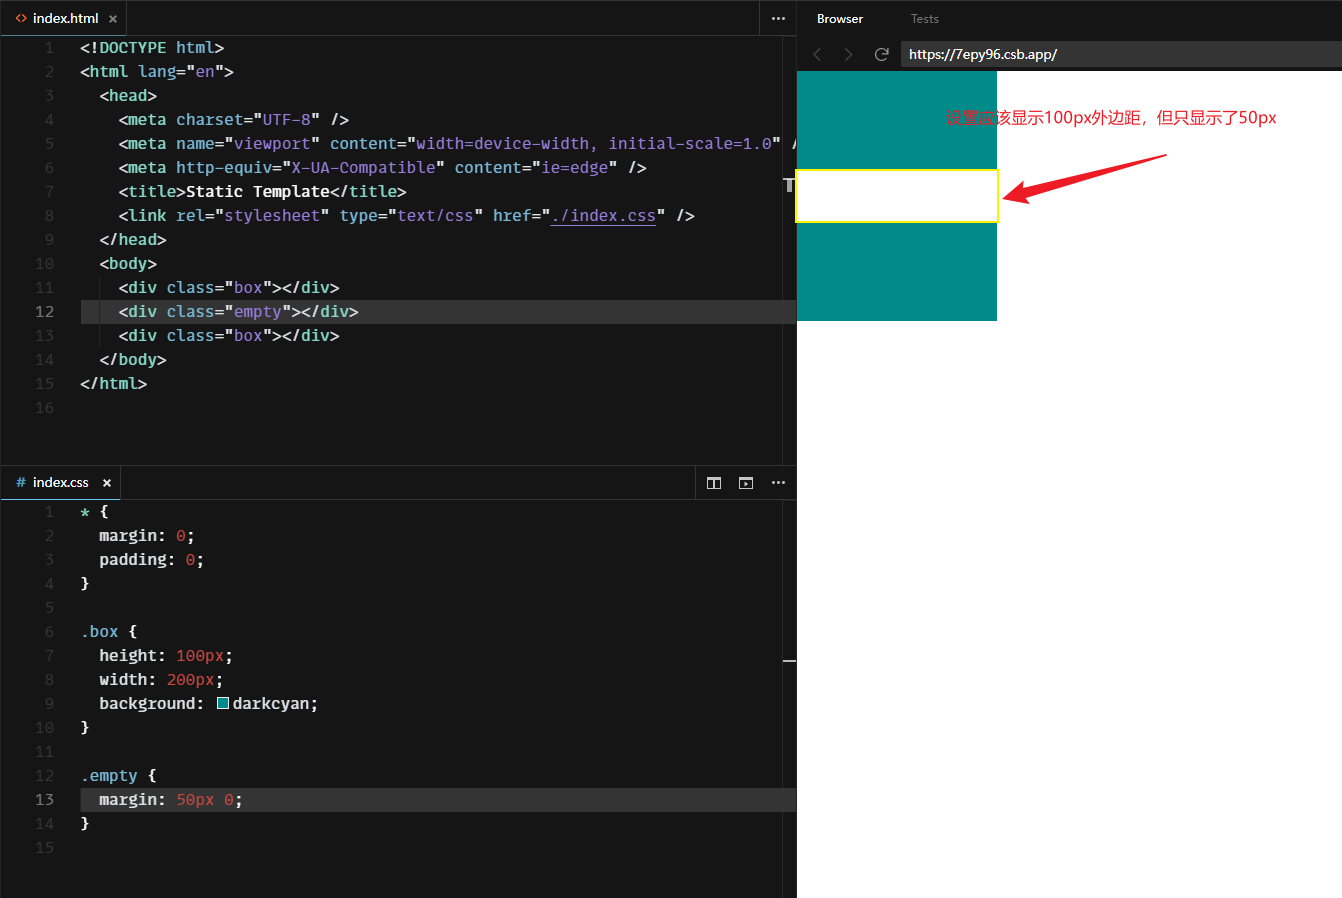 index.html
1 <!DOCTYPE html>
2 <html lang="en">
3 <head>
4 <meta charset="UTF-8" />
5 <meta name="viewport" content="width=device-width, initial-scale=1.0" /
6 <meta http-equiv="X-UA-Compatible" content="ie=edge" />
7 <title>Static Template</title>
8 <link rel="stylesheet" type="text/css" href="./index.css" />
9 </head>
10 <body>
11 <div class="box"></div>
12 <div class="empty"></div>
13 <div class="box"></div>
14 </body>
15 </html>
16
index.css
1 * {
2 margin: 0;
3 padding: 0;
4 }
5
6 .box {
7 height: 100px;
8 width: 200px;
9 background: darkcyan;
10 }
11
12 .empty {
13 margin: 50px 0;
14 }
15
Browser Tests
https://7epy96.csb.app/
设置应该显示100px外边距，但只显示了50px